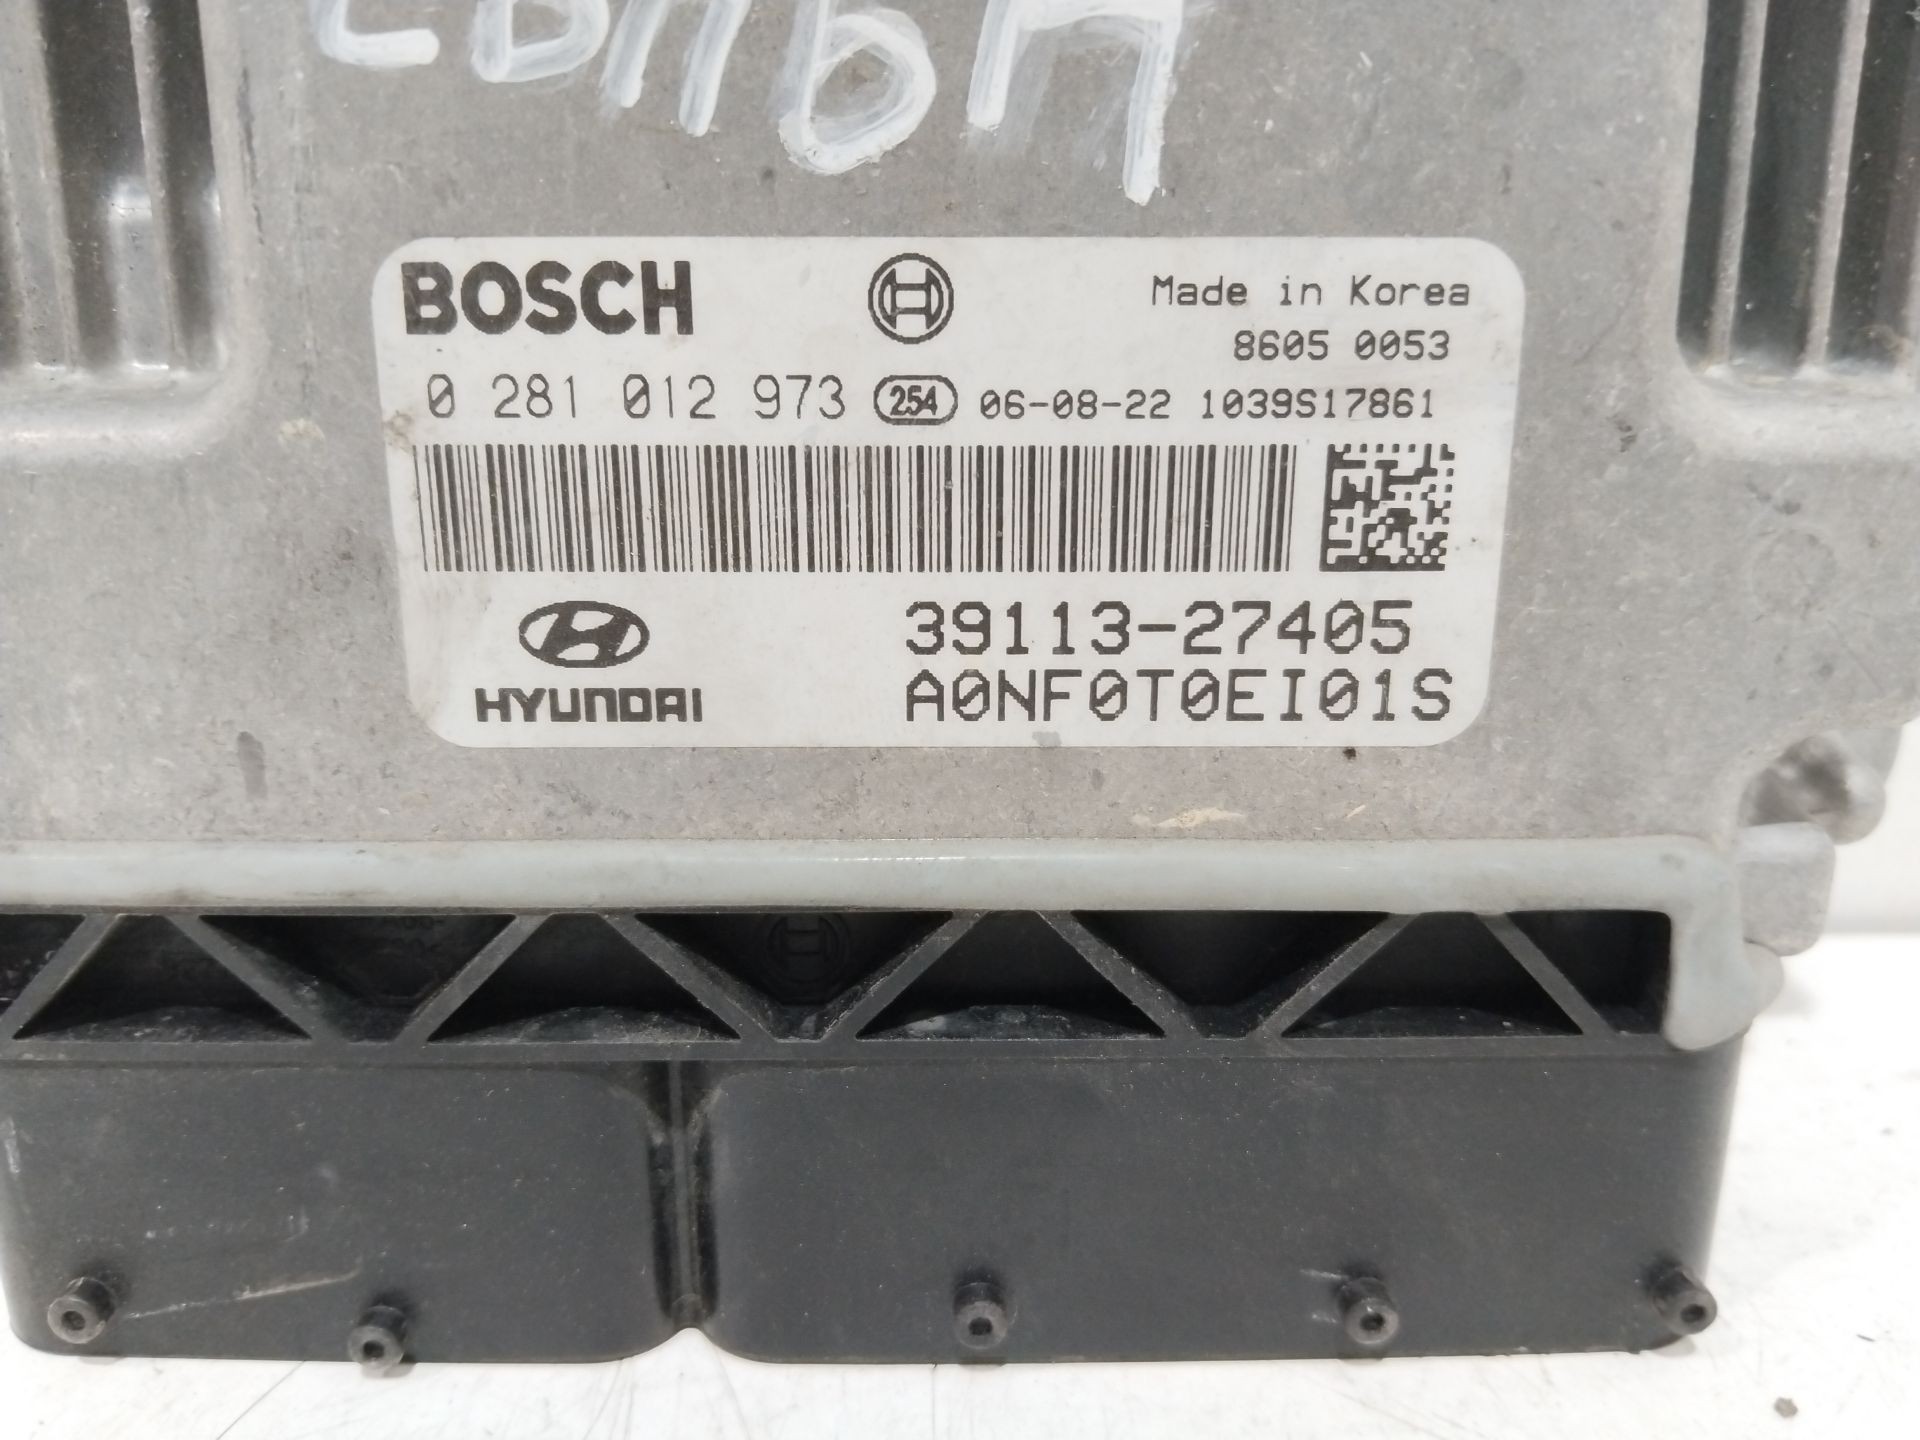 BOSCH
Made in Korea
8605 0053
0 281 012 973 254 06-08-22 1039S17861
39113-27405
HYUNDAI
A0NF0T0EI01S